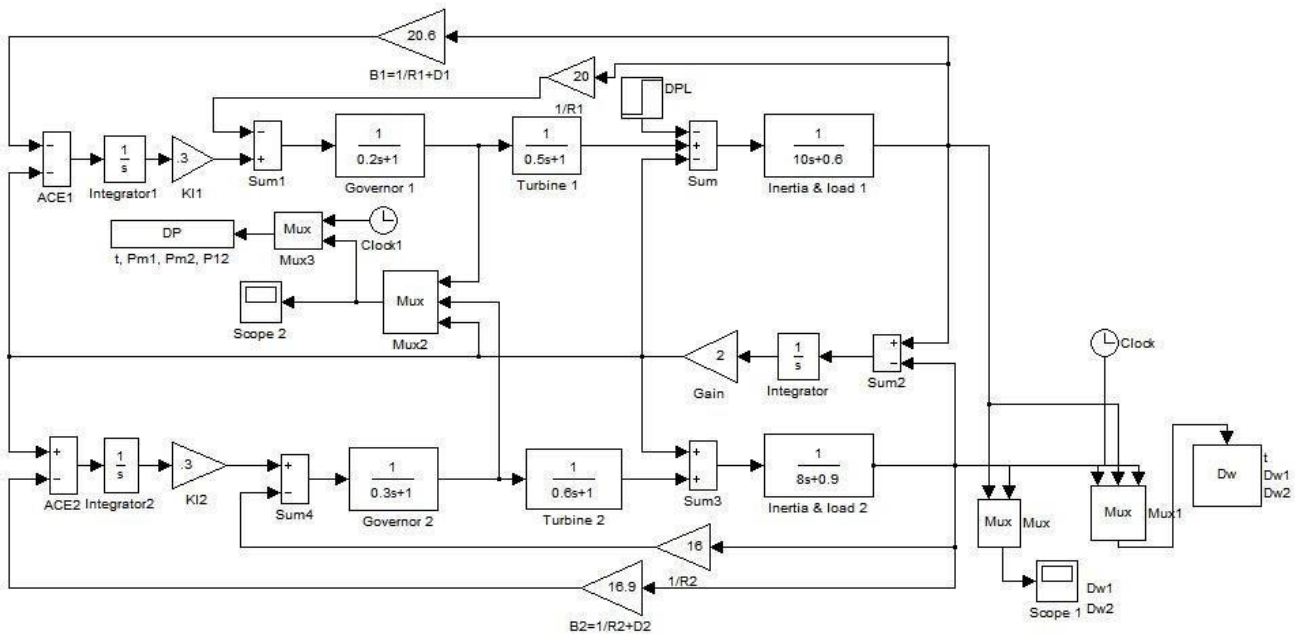 20.6
B1=1/R1+D1
20
1/R1
DPL
−
−
1
s
.3
−
+
1
0.2s+1
1
0.5s+1
−
+
−
1
10s+0.6
ACE1
Integrator1
KI1
Sum1
Governor 1
Turbine 1
Sum
Inertia & load 1
DP
t, Pm1, Pm2, P12
Mux
Mux3
Clock1
Scope 2
Mux
Mux2
2
Gain
1
s
Integrator
+
−
Sum2
Clock
+
−
1
s
.3
+
−
1
0.3s+1
1
0.6s+1
+
+
1
8s+0.9
ACE2
Integrator2
KI2
Sum4
Governor 2
Turbine 2
Sum3
Inertia & load 2
Mux
Mux
Mux
Mux1
Dw
t
Dw1
Dw2
16
1/R2
16.9
B2=1/R2+D2
Scope 1
Dw1
Dw2